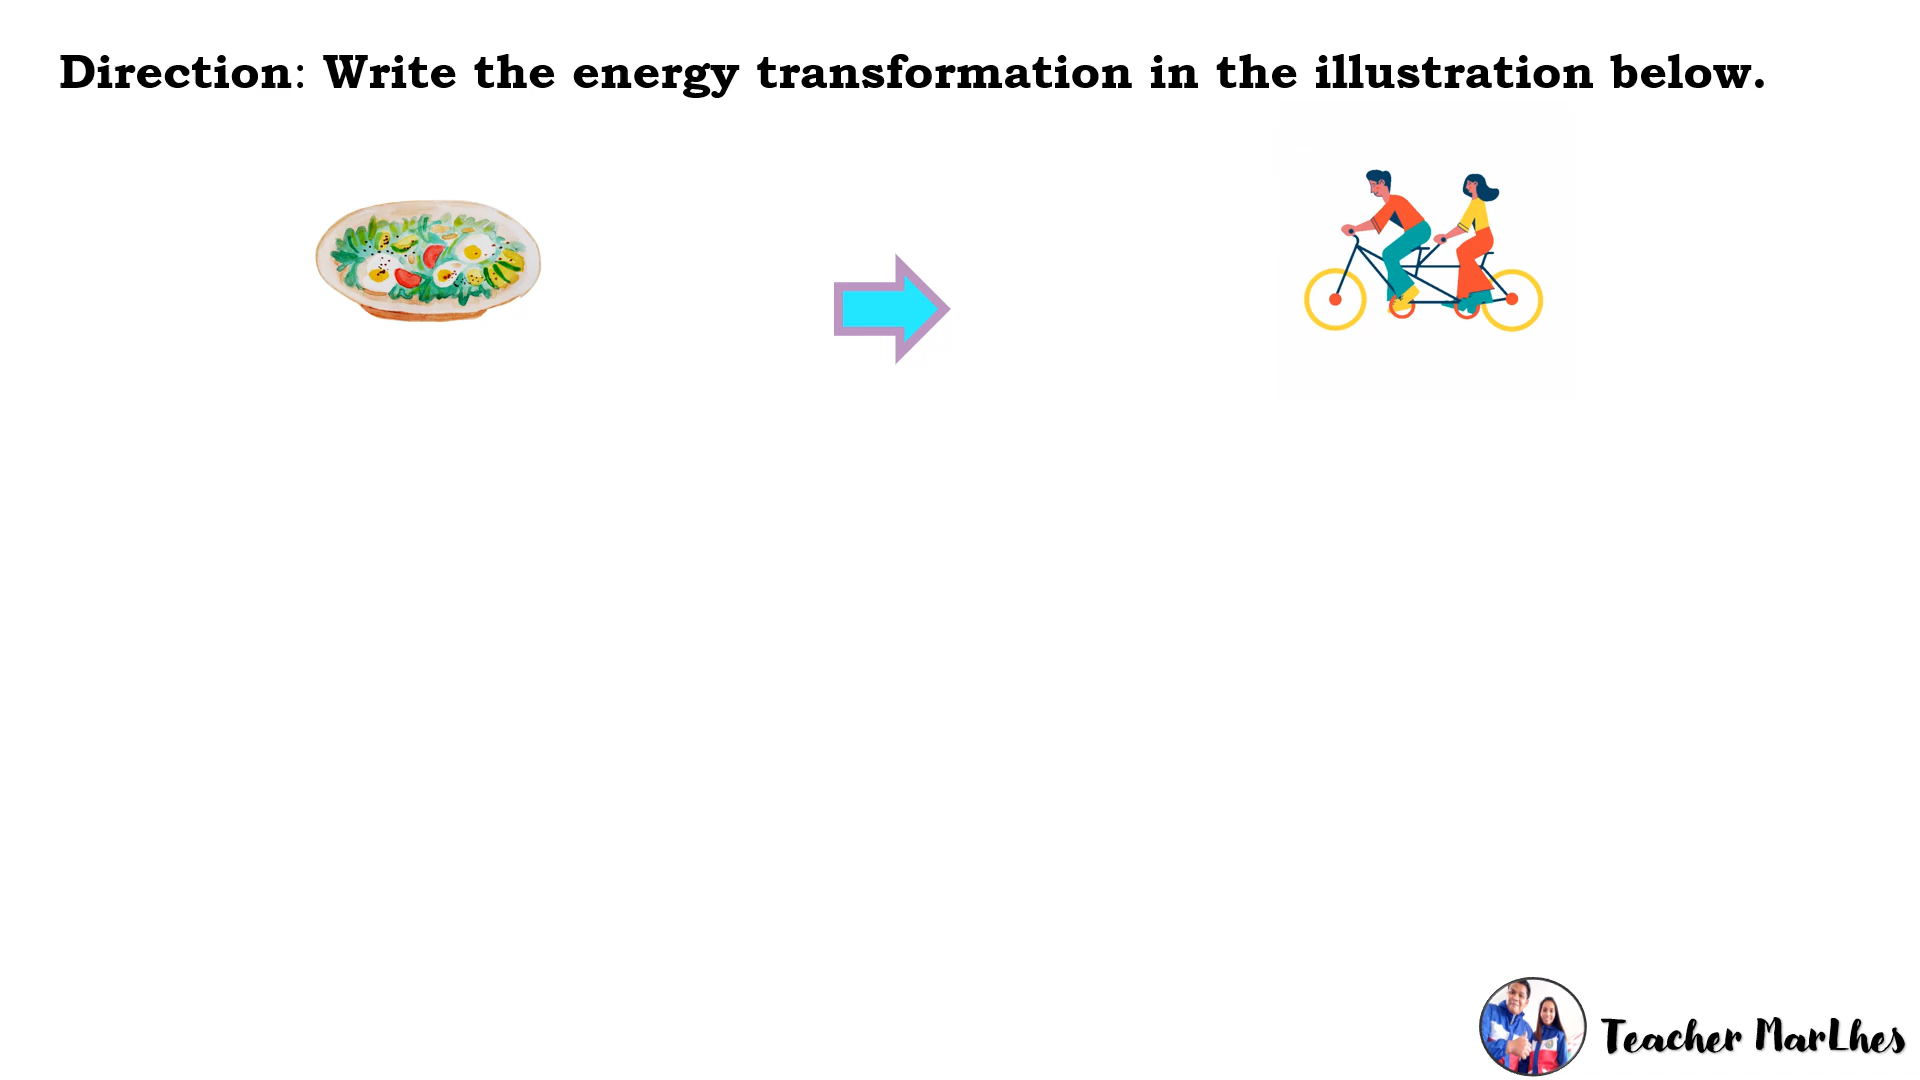 Direction: Write the energy transformation in the illustration below.
Teacher MarLhes